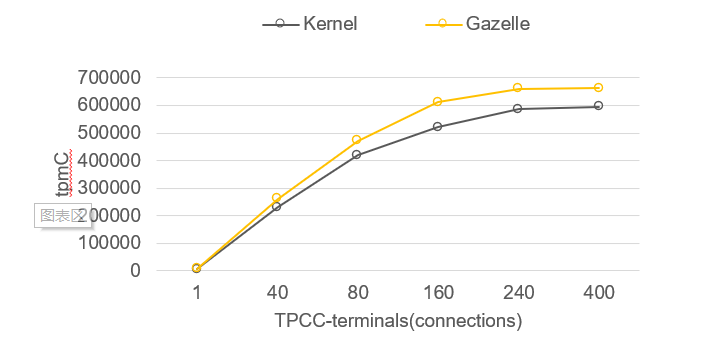 Kernel Gazelle
700000
600000
500000
400000
300000
200000
100000
0
tpmC
图表区
1 40 80 160 240 400
TPCC-terminals(connections)